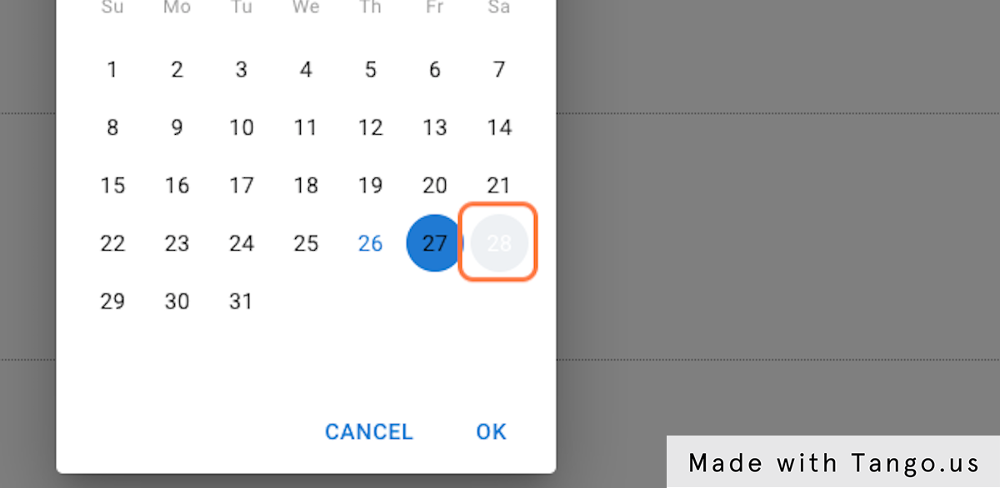 Su Mo Tu We Th Fr Sa
1 2 3 4 5 6 7
8 9 10 11 12 13 14
15 16 17 18 19 20 21
22 23 24 25 26 27 28
29 30 31
CANCEL OK
Made with Tango.us